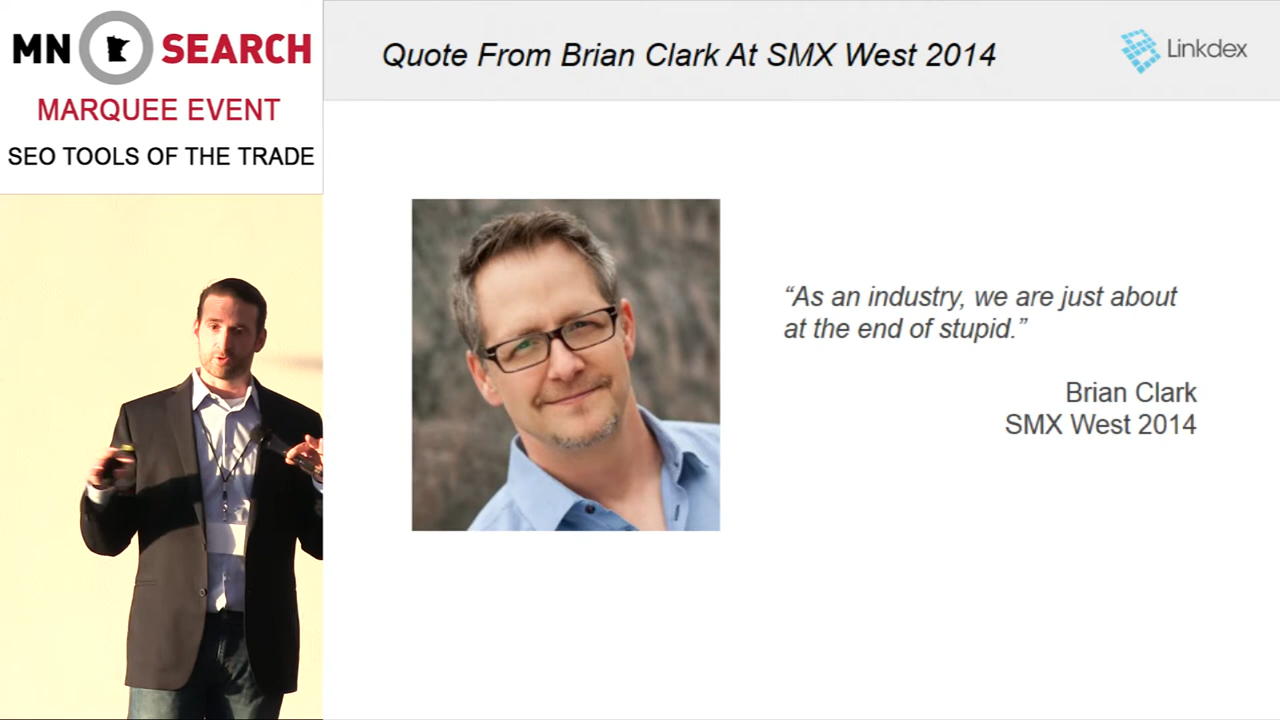 MN SEARCH
MARQUEE EVENT
SEO TOOLS OF THE TRADE
Quote From Brian Clark At SMX West 2014
Linkdex
“As an industry, we are just about
at the end of stupid.”
Brian Clark
SMX West 2014